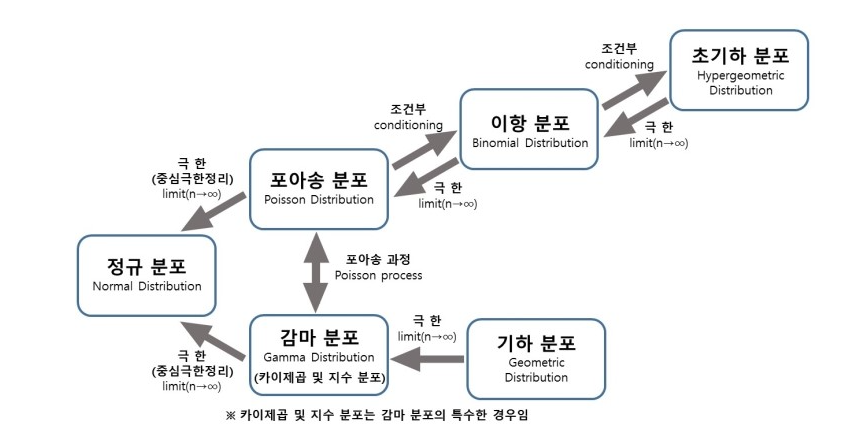 조건부
conditioning
초기하 분포
Hypergeometric
Distribution
극 한
limit(n→∞)
조건부
conditioning
이항 분포
Binomial Distribution
극 한
limit(n→∞)
극 한
(중심극한정리)
limit(n→∞)
포아송 분포
Poisson Distribution
정규 분포
Normal Distribution
포아송 과정
Poisson process
극 한
(중심극한정리)
limit(n→∞)
감마 분포
Gamma Distribution
(카이제곱 및 지수 분포)
극 한
limit(n→∞)
기하 분포
Geometric
Distribution
※ 카이제곱 및 지수 분포는 감마 분포의 특수한 경우임